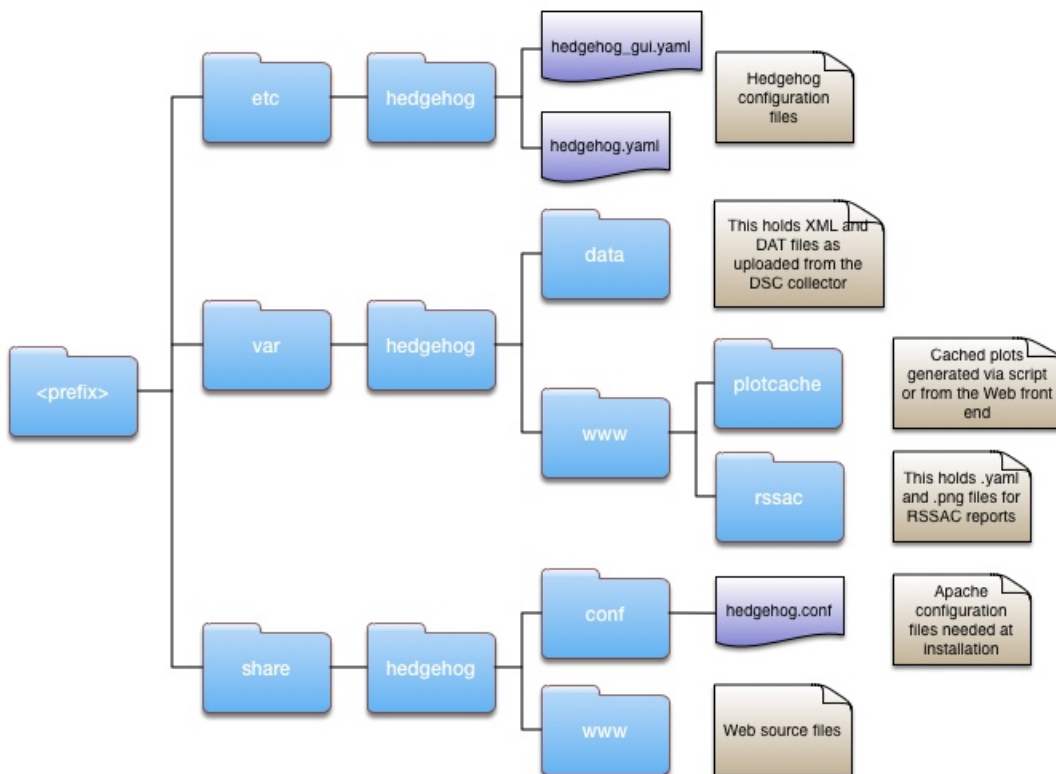 hedgehog_gui.yaml
etc
hedgehog
Hedgehog
configuration
files
hedgehog.yaml
data
This holds XML and
DAT files as
uploaded from the
DSC collector
var
hedgehog
<prefix>
plotcache
Cached plots
generated via script
or from the Web front
end
www
rssac
This holds .yaml
and .png files for
RSSAC reports
conf
hedgehog.conf
Apache
configuration
files needed at
installation
share
hedgehog
www
Web source files